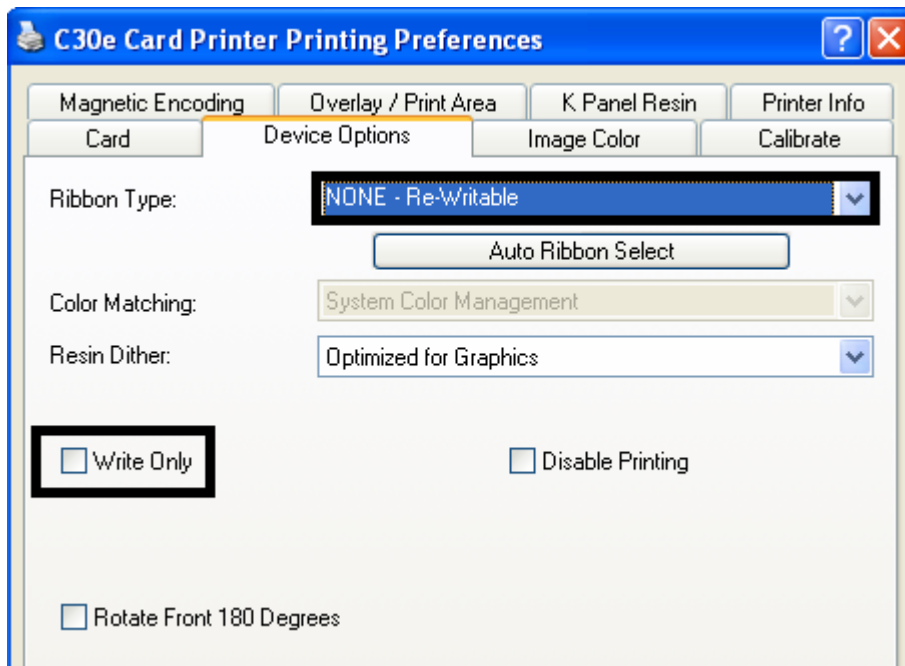 C30e Card Printer Printing Preferences
Magnetic Encoding Overlay / Print Area K Panel Resin Printer Info
Card Device Options Image Color Calibrate
Ribbon Type: NONE - Re-Writable
Auto Ribbon Select
Color Matching: System Color Management
Resin Dither: Optimized for Graphics
Write Only Disable Printing
Rotate Front 180 Degrees